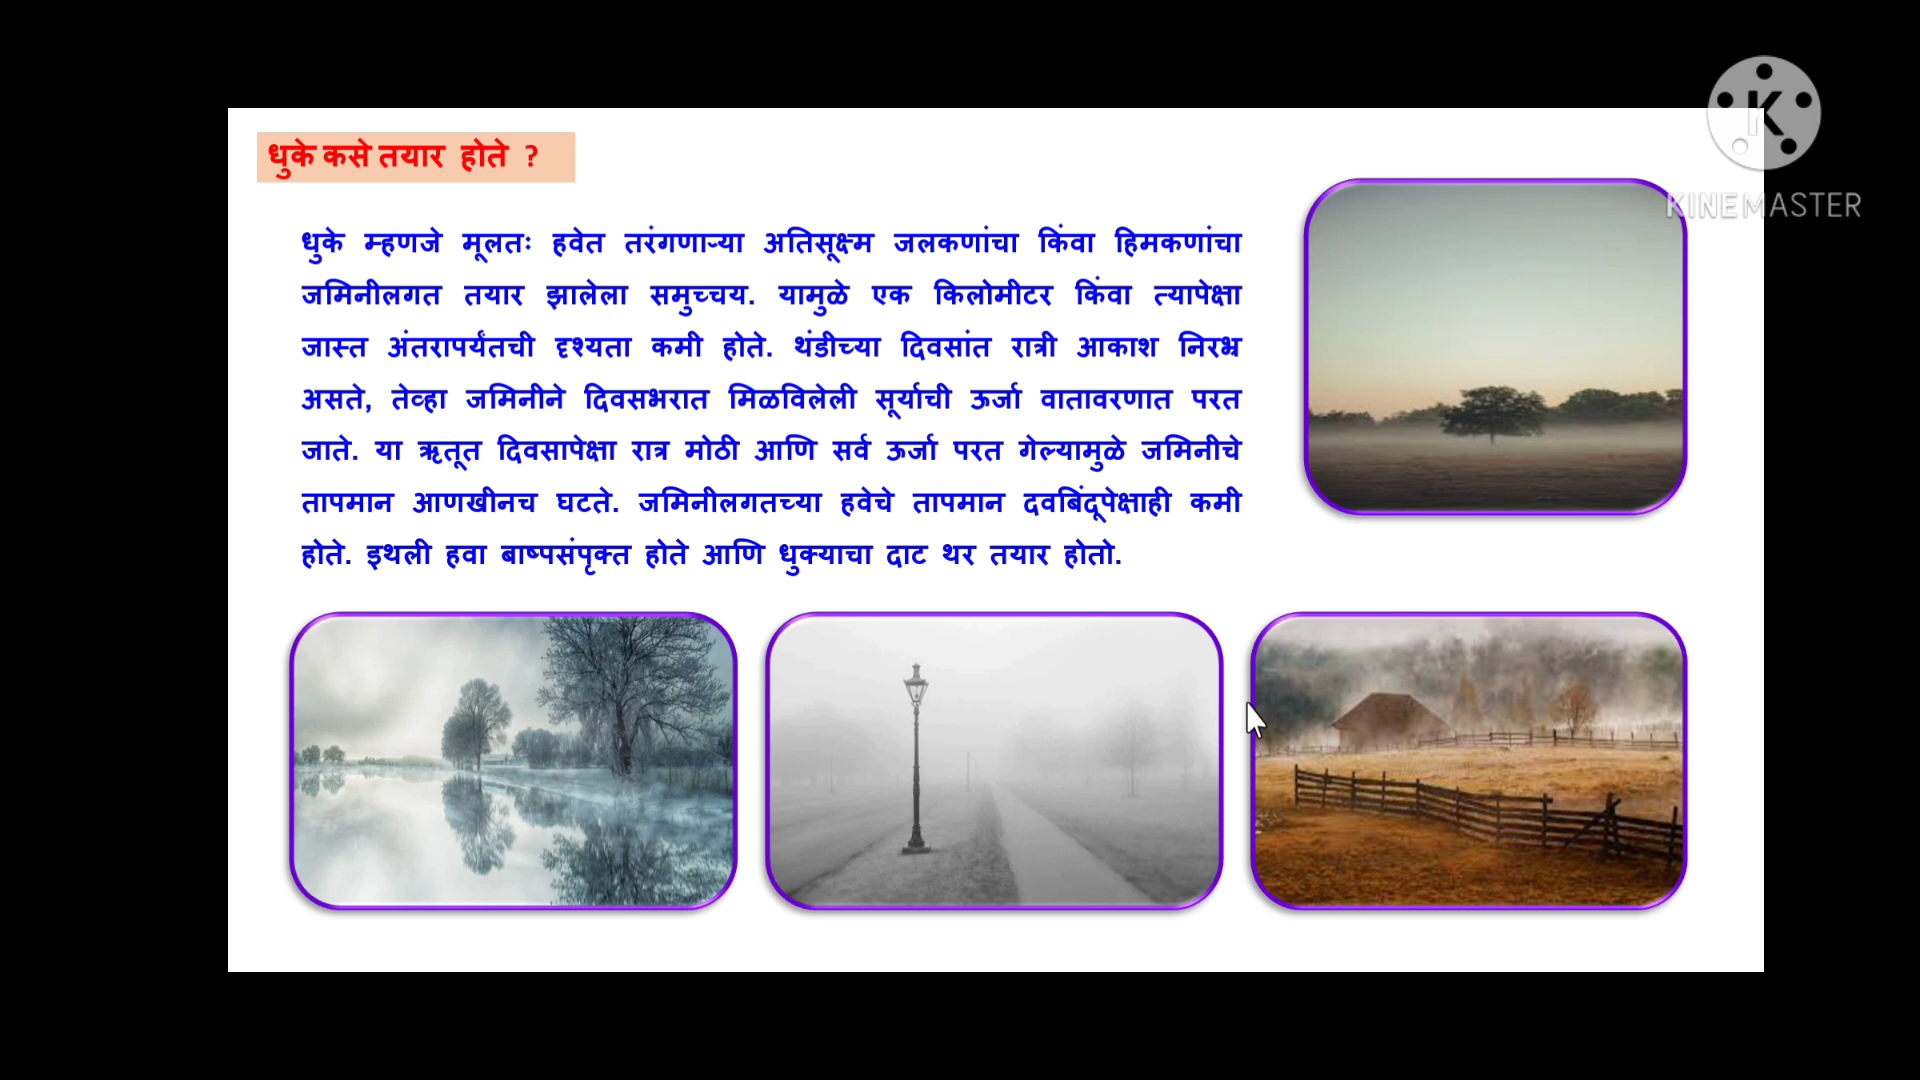 धुके कसे तयार होते ?
धुके म्हणजे मूलतः हवेत तरंगणाऱ्या अतिसूक्ष्म जलकणांचा किंवा हिमकणांचा
जमिनीलगत तयार झालेला समुच्चय. यामुळे एक किलोमीटर किंवा त्यापेक्षा
जास्त अंतरापर्यंतची दृश्यता कमी होते. थंडीच्या दिवसांत रात्री आकाश निरभ्र
असते, तेव्हा जमिनीने दिवसभरात मिळविलेली सूर्याची ऊर्जा वातावरणात परत
जाते. या ऋतूत दिवसापेक्षा रात्र मोठी आणि सर्व ऊर्जा परत गेल्यामुळे जमिनीचे
तापमान आणखीनच घटते. जमिनीलगतच्या हवेचे तापमान दवबिंदूपेक्षाही कमी
होते. इथली हवा बाष्पसंपृक्त होते आणि धुक्याचा दाट थर तयार होतो.
K
KINEMASTER